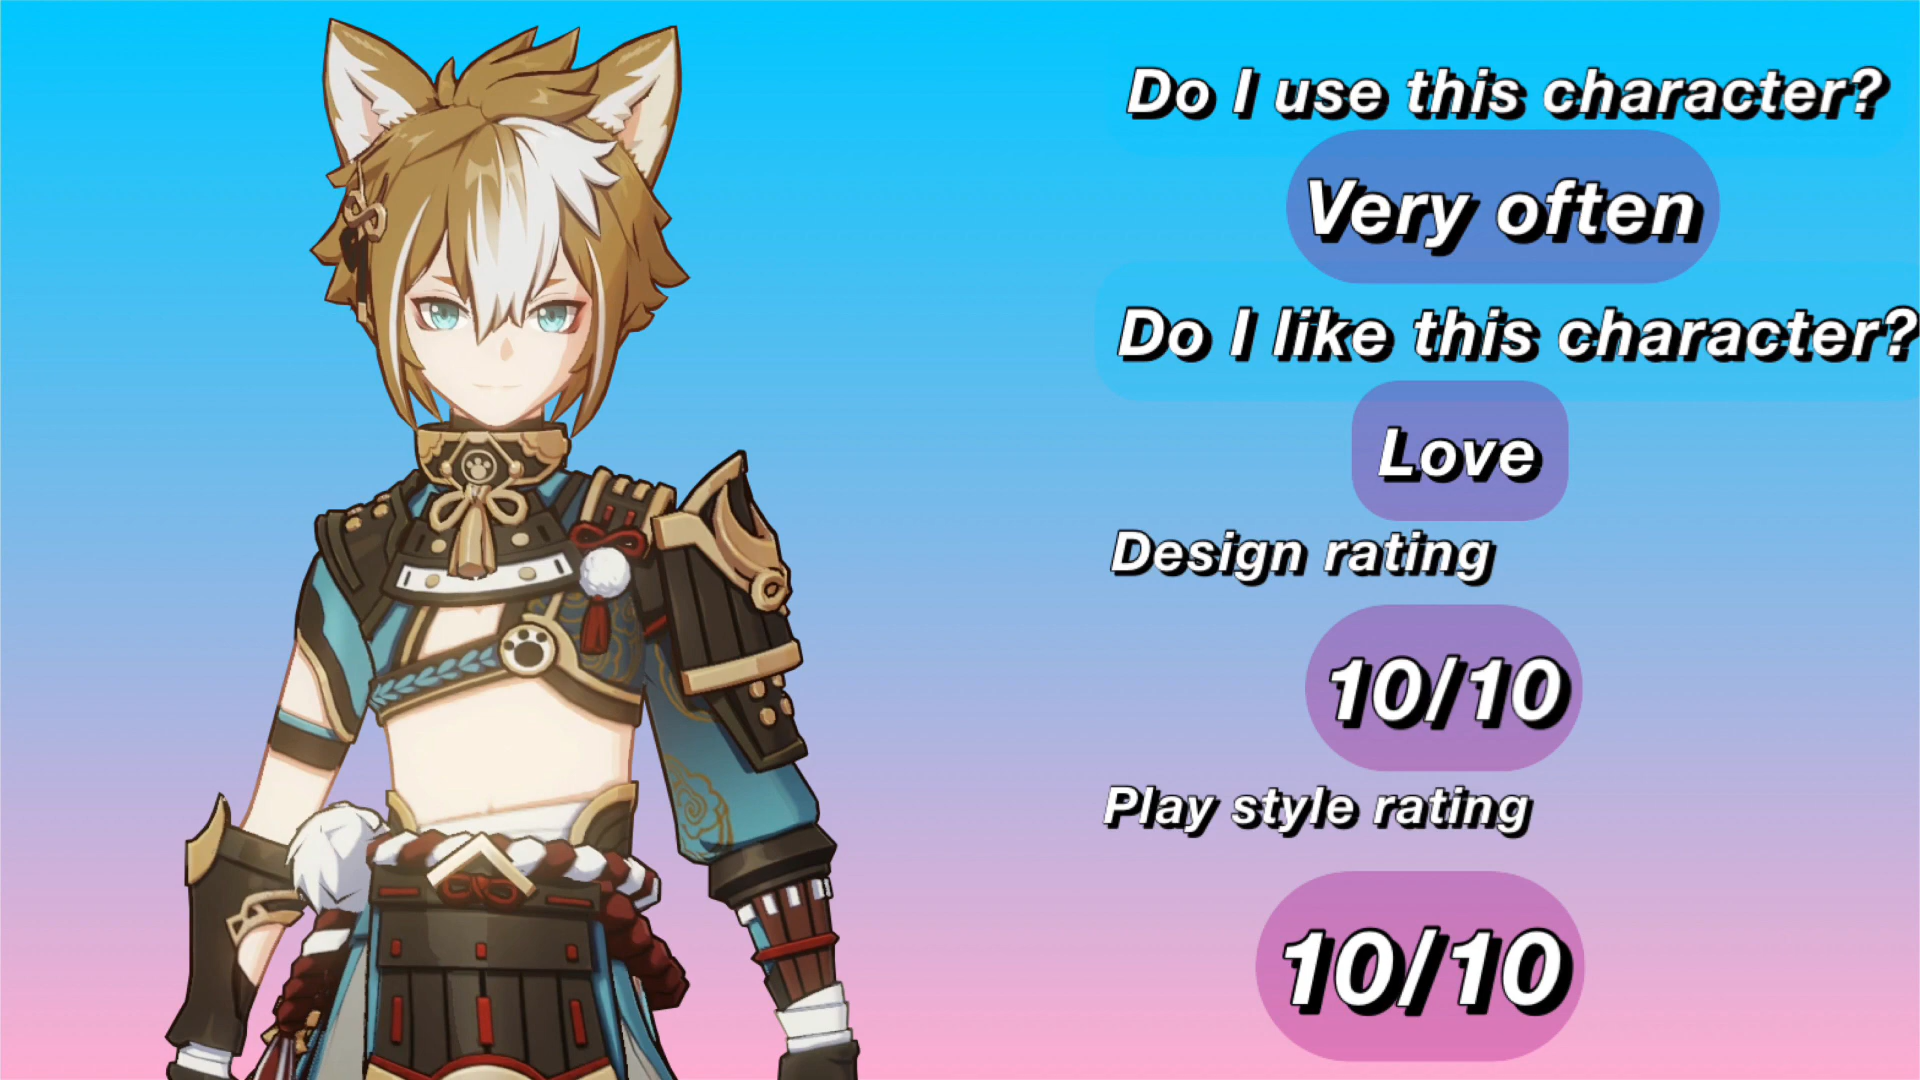 Do I use this character?
Very often
Do I like this character?
Love
Design rating
10/10
Play style rating
10/10